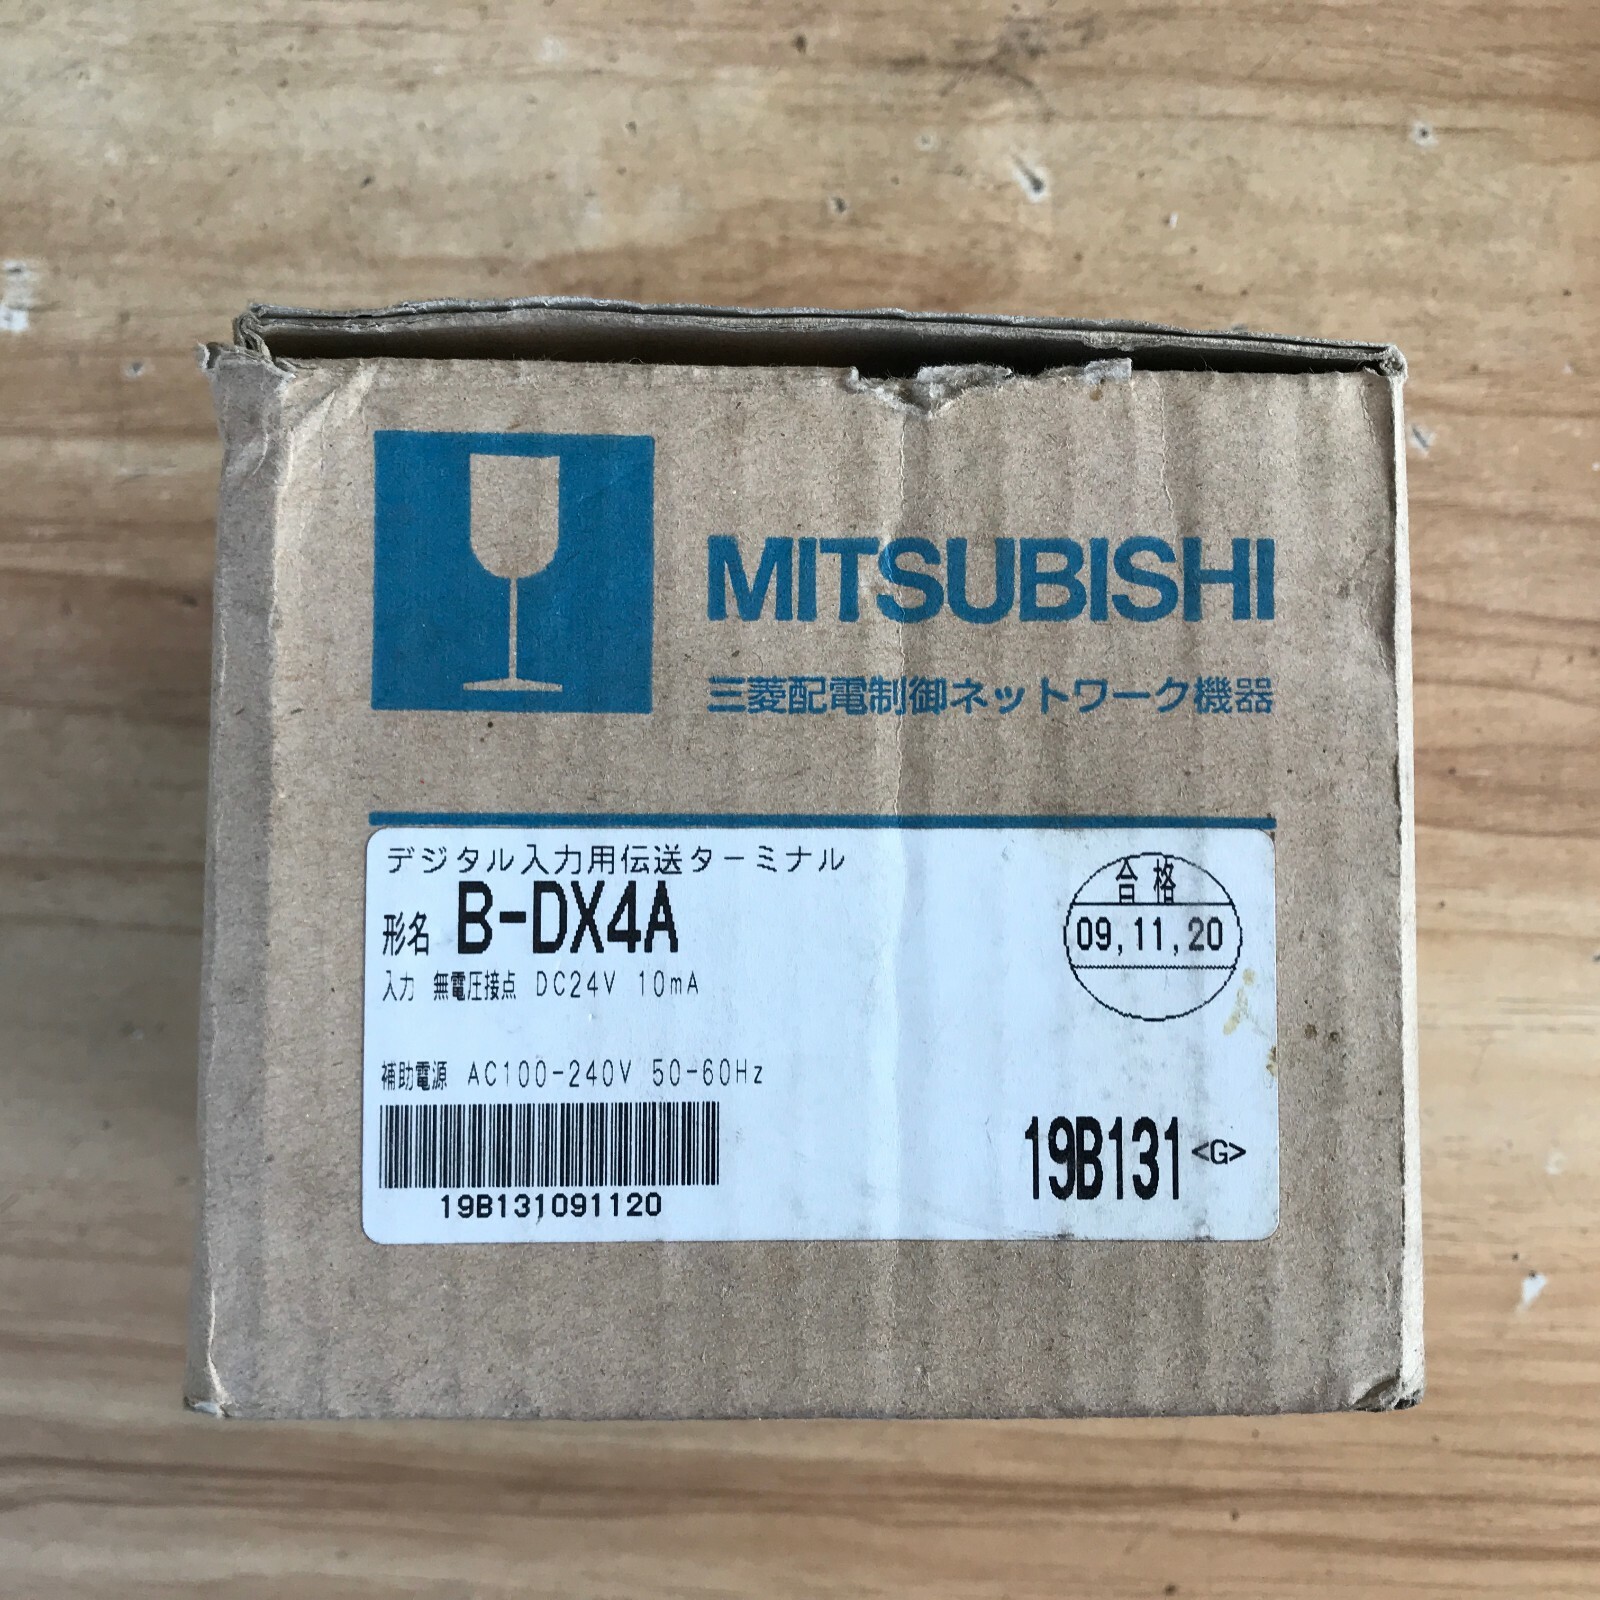 MITSUBISHI
三菱配電制御ネットワーク機器
デジタル入力用伝送ターミナル
形名 B-DX4A
入力 無電圧接点 DC24V 10mA
補助電源 AC100-240V 50-60Hz
19B131091120
合格
09,11,20
19B131<G>